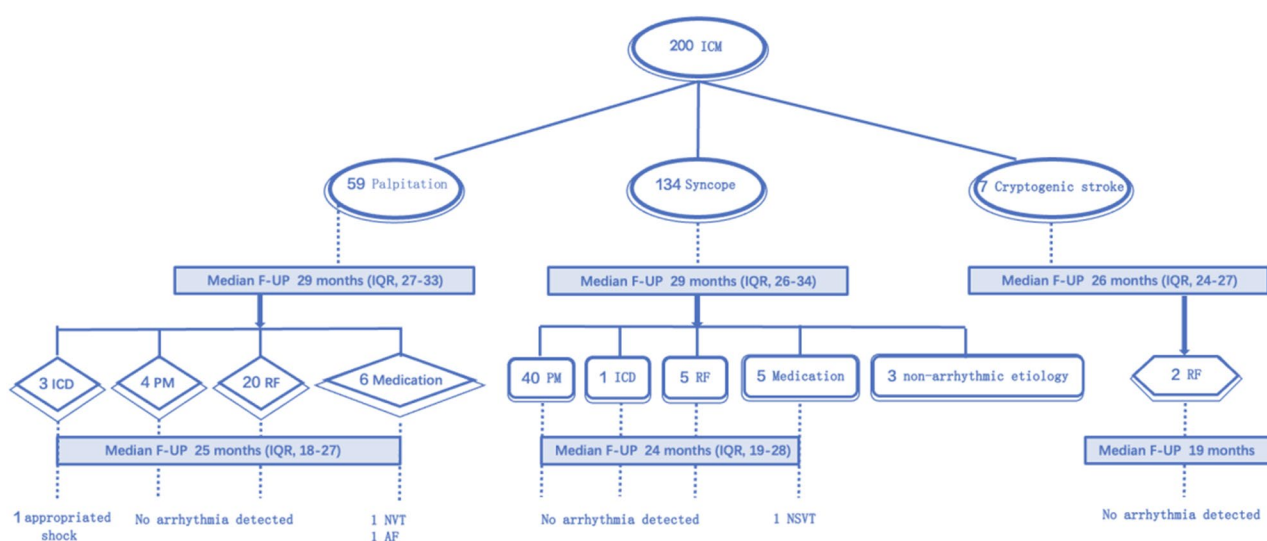 200 ICM
59 Palpitation
134 Syncope
7 Cryptogenic stroke
Median F-UP 29 months (IQR, 27-33)
Median F-UP 29 months (IQR, 26-34)
Median F-UP 26 months (IQR, 24-27)
3 ICD
4 PM
20 RF
6 Medication
40 PM
1 ICD
5 RF
5 Medication
3 non-arrhythmic etiology
2 RF
Median F-UP 25 months (IQR, 18-27)
Median F-UP 24 months (IQR, 19-28)
Median F-UP 19 months
1 appropriated
shock
No arrhythmia detected
1 NVT
1 AF
No arrhythmia detected
1 NSVT
No arrhythmia detected